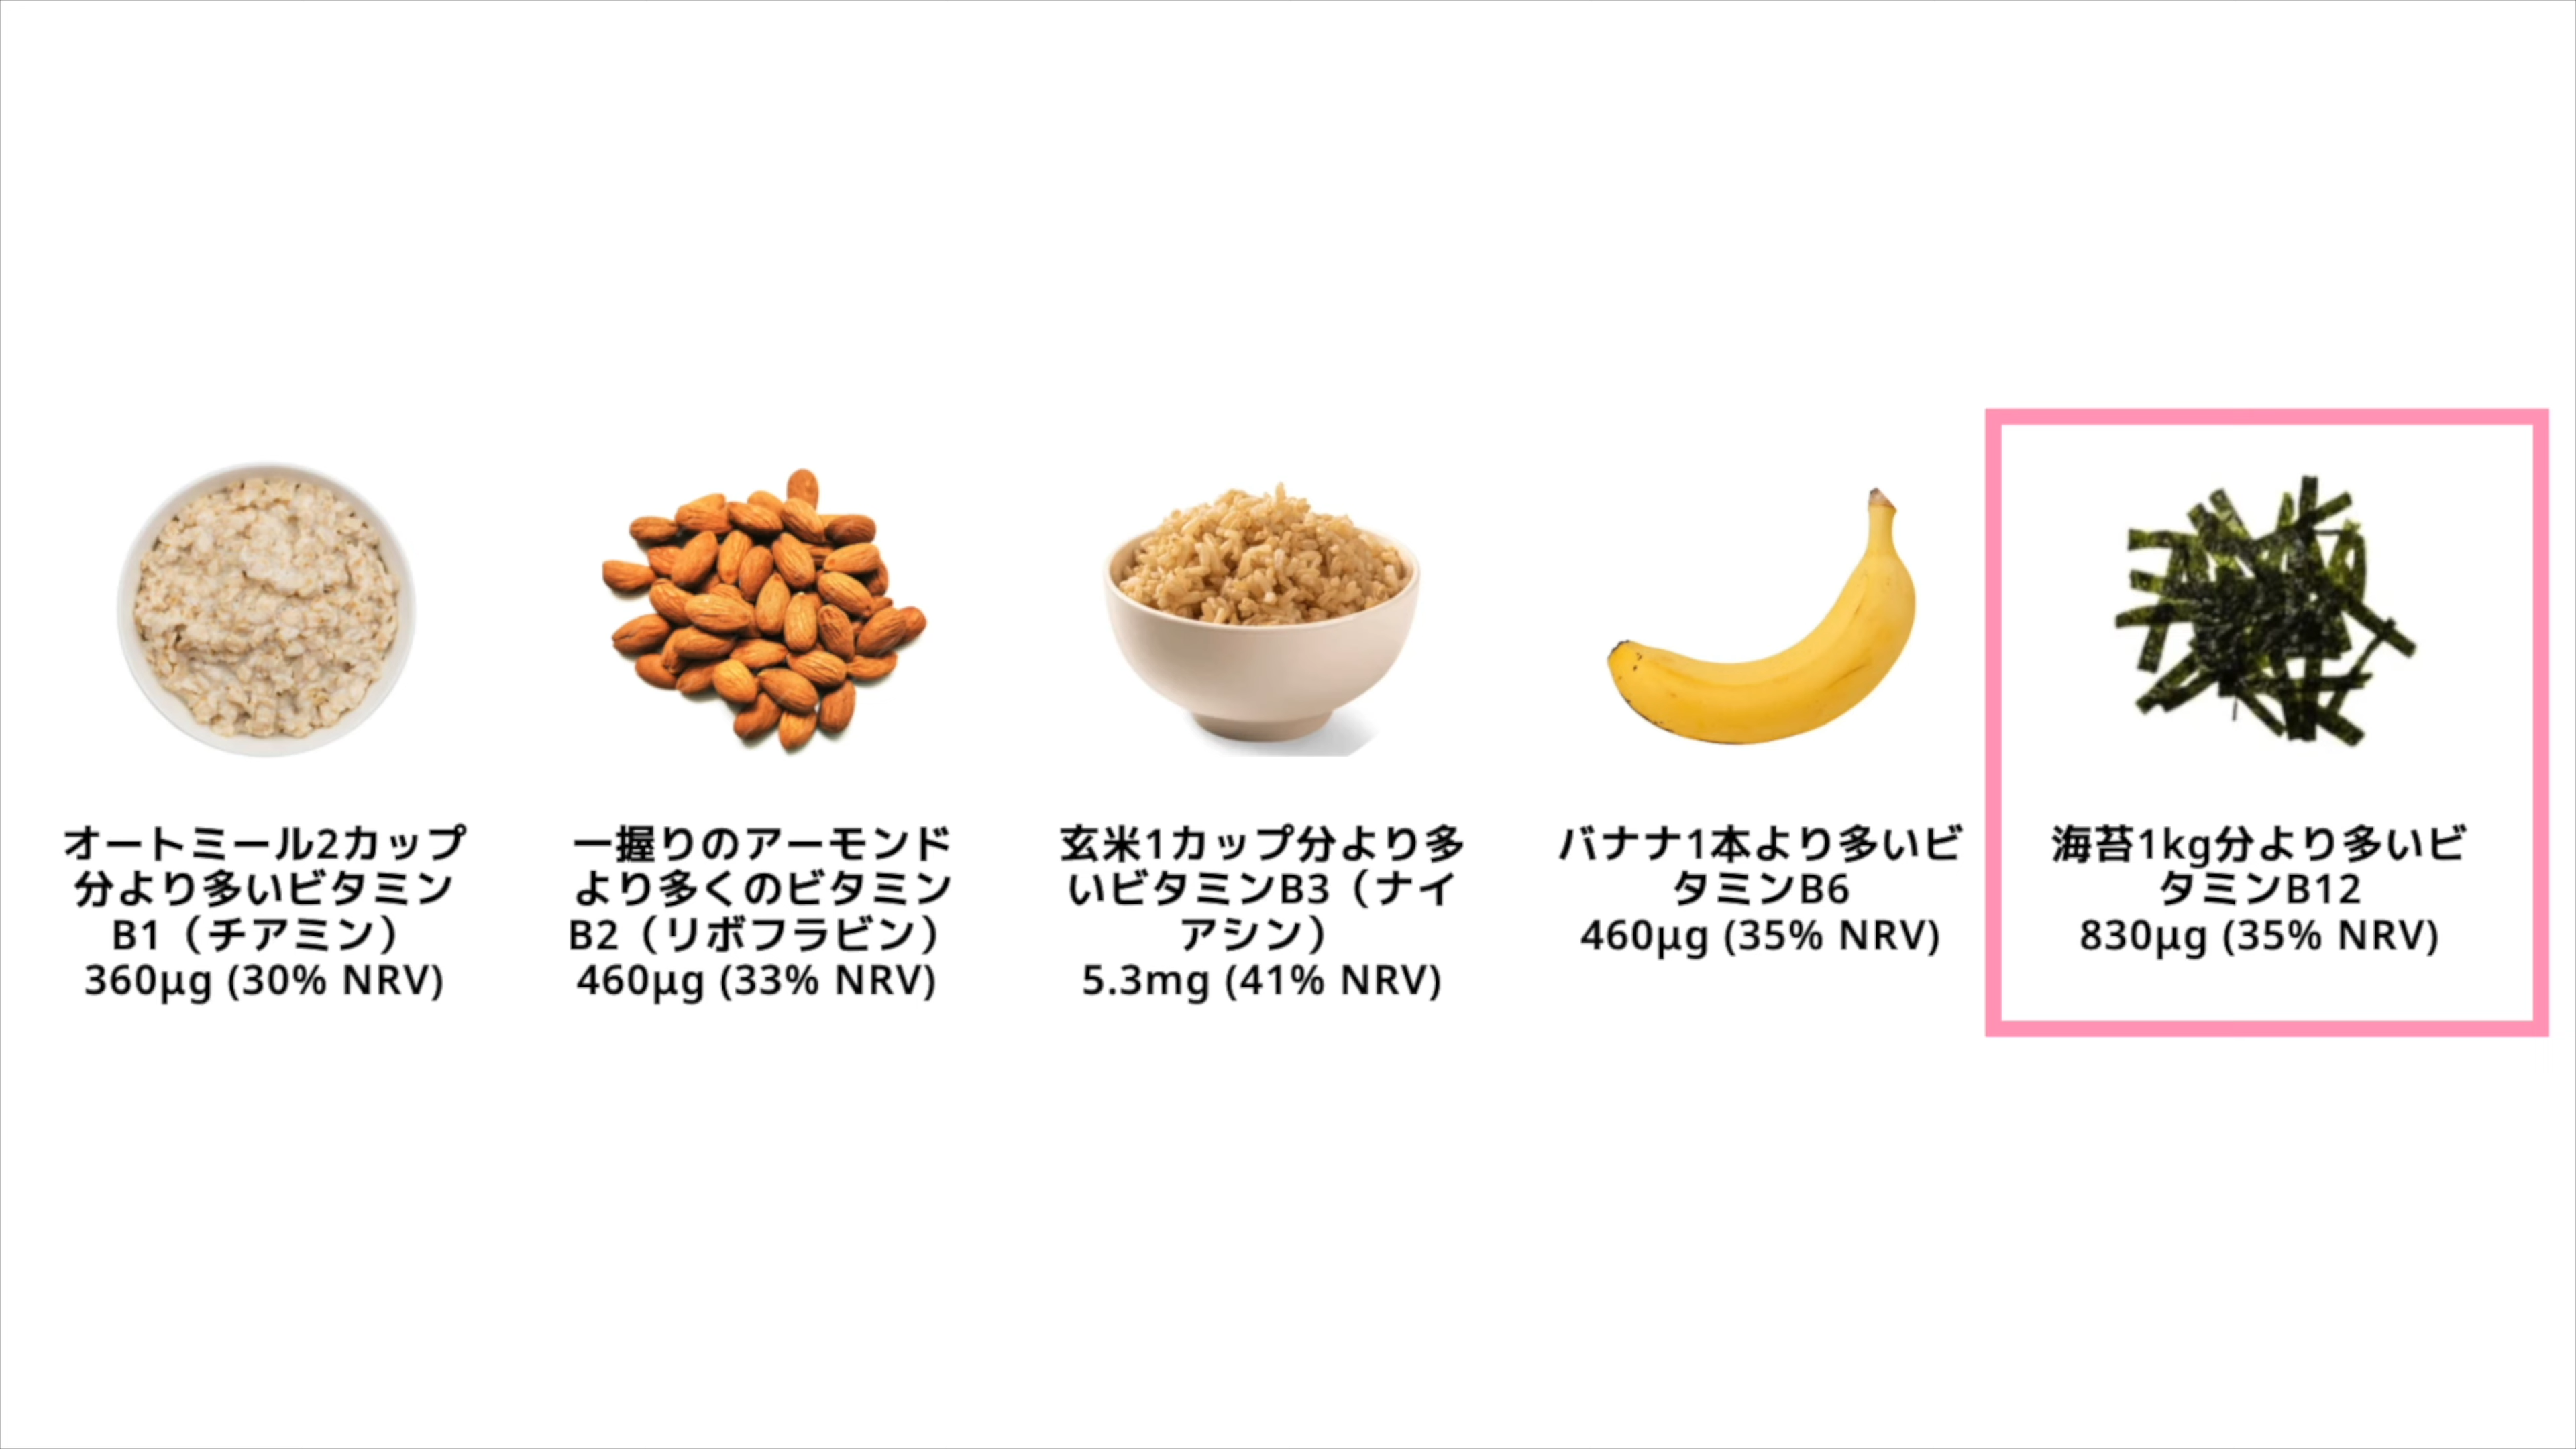 オートミール2カップ
分より多いビタミン
B1（チアミン）
360μg (30% NRV)
一握りのアーモンド
より多くのビタミン
B2（リボフラビン）
460μg (33% NRV)
玄米1カップ分より多
いビタミンB3（ナイ
アシン）
5.3mg (41% NRV)
バナナ1本より多いビ
タミンB6
460μg (35% NRV)
海苔1kg分より多いビ
タミンB12
830μg (35% NRV)